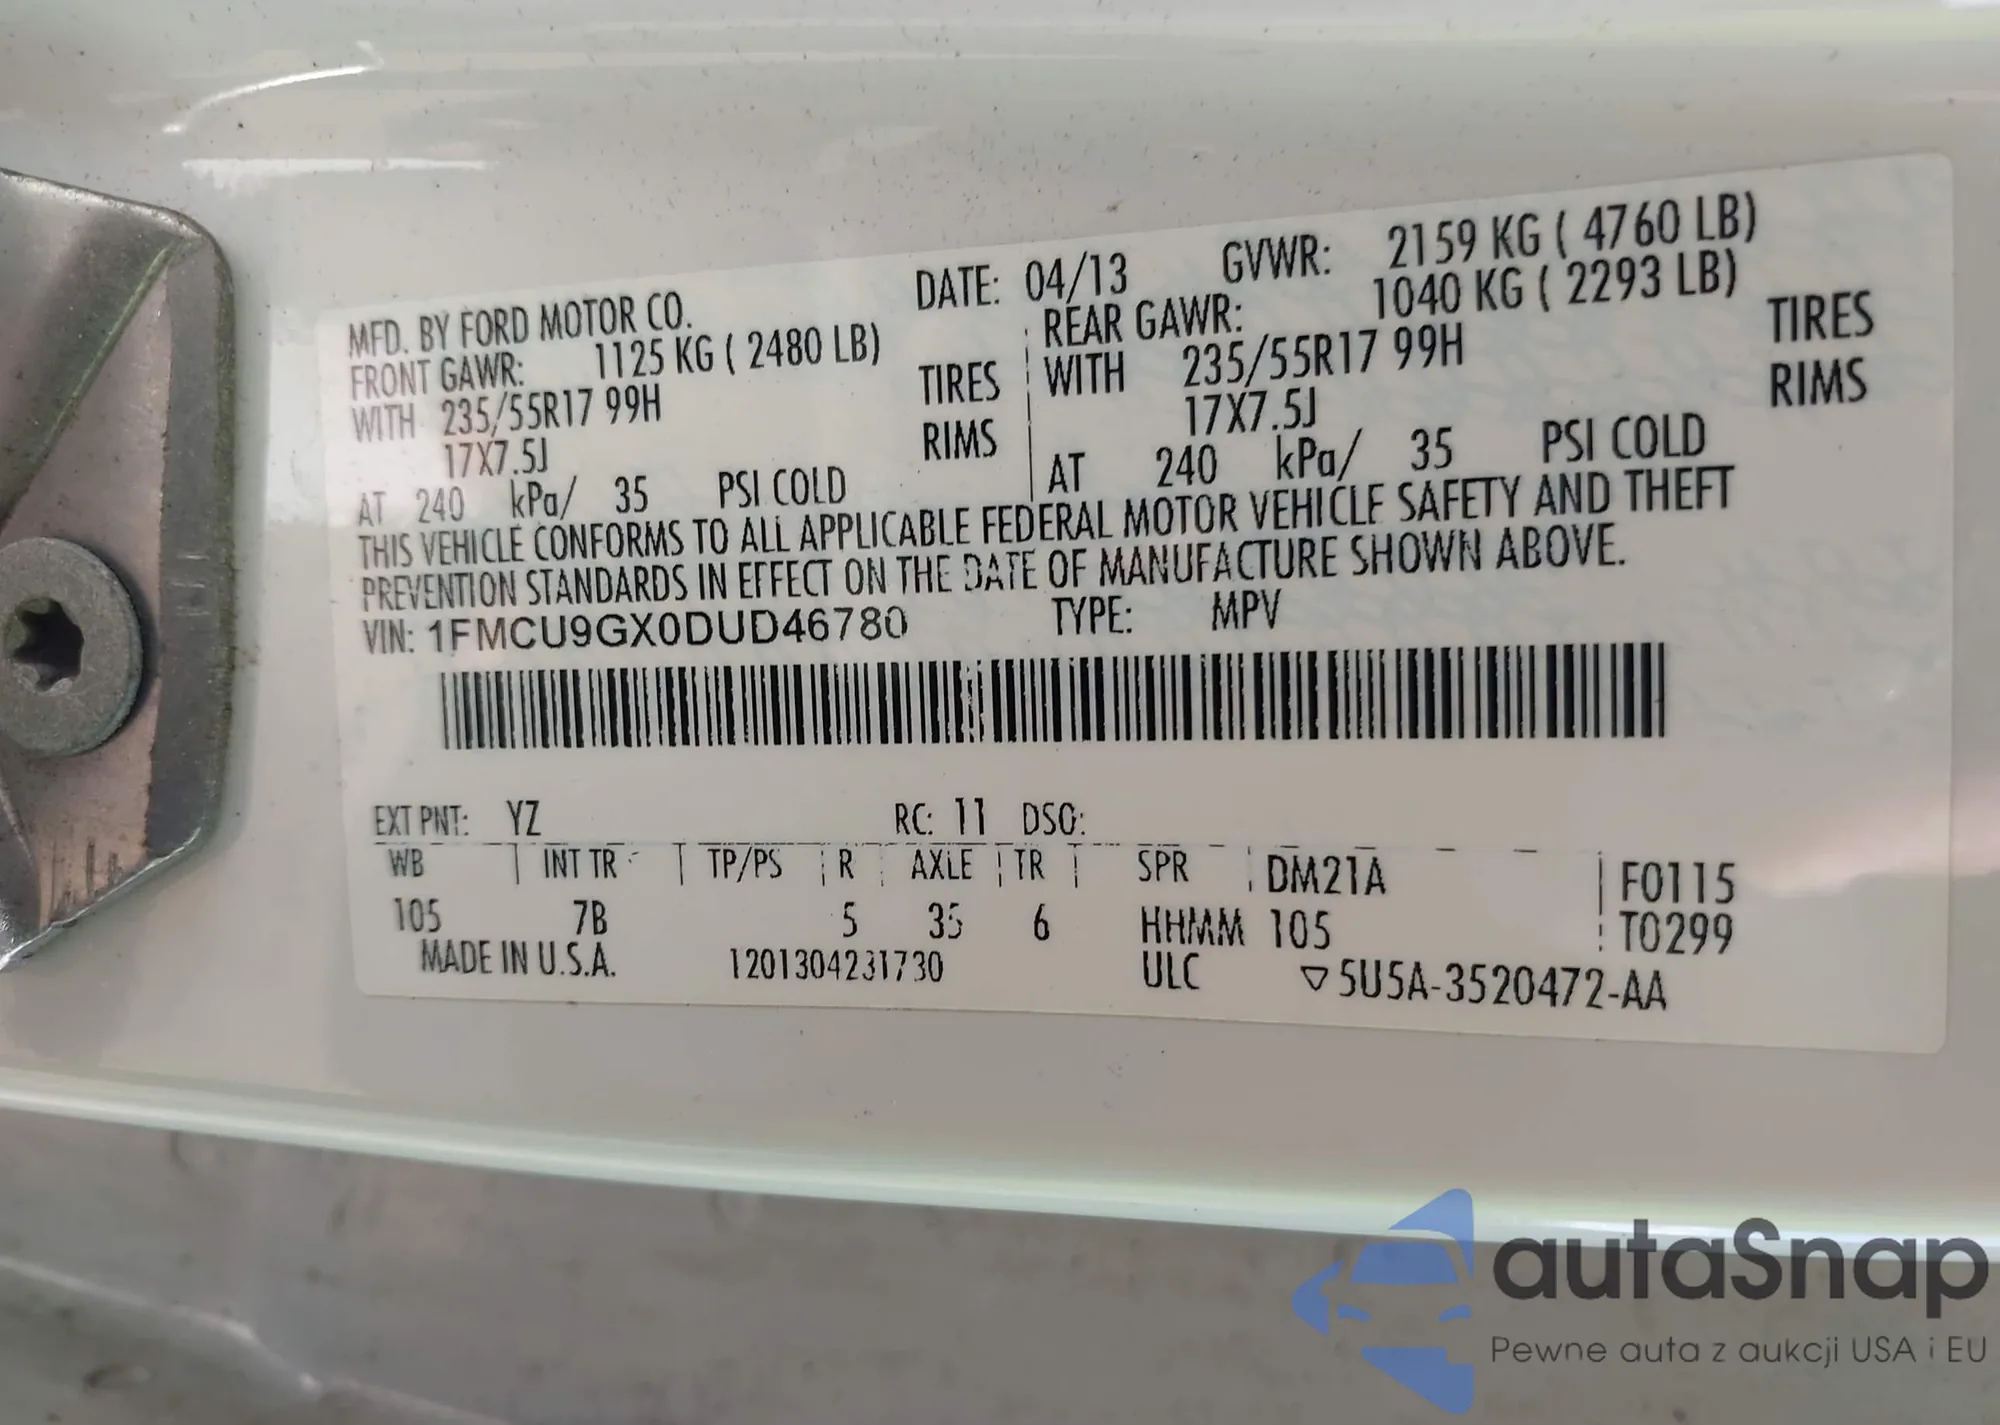 MFD. BY FORD MOTOR CO. DATE: 04/13 GVWR: 2159 KG ( 4760 LB)
FRONT GAWR: 1125 KG ( 2480 LB) REAR GAWR: 1040 KG ( 2293 LB)
WITH 235/55R17 99H TIRES WITH 235/55R17 99H TIRES
17X7.5J RIMS 17X7.5J RIMS
AT 240 kPa/ 35 PSI COLD AT 240 kPa/ 35 PSI COLD
THIS VEHICLE CONFORMS TO ALL APPLICABLE FEDERAL MOTOR VEHICLE SAFETY AND THEFT
PREVENTION STANDARDS IN EFFECT ON THE DATE OF MANUFACTURE SHOWN ABOVE.
VIN: 1FMCU9GX0DUD46780 TYPE: MPV
EXT PNT: YZ RC: 11 DSO:
WB INT TR TP/PS R AXLE TR SPR DM21A F0115
105 7B 5 35 6 HHMM 105 T0299
MADE IN U.S.A. 1201304231730 ULC ▽5U5A-3520472-AA
autaSnap
Pewne auta z aukcji USA i EU